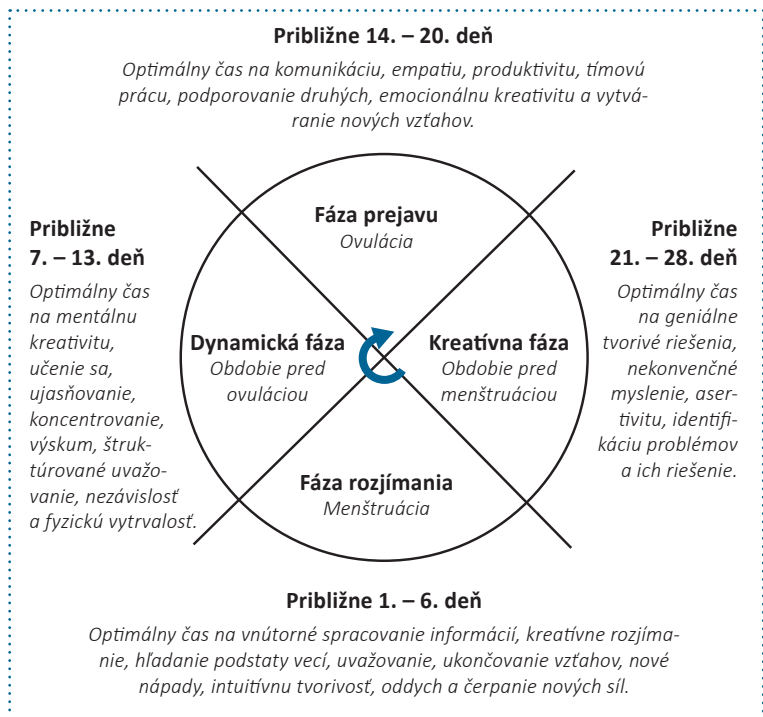 Približne 14. – 20. deň
Optimálny čas na komunikáciu, empatiu, produktivitu, tímovú
prácu, podporovanie druhých, emocionálnu kreativitu a vytvá-
ranie nových vzťahov.
Fáza prejavu
Ovulácia
Približne
7. – 13. deň
Optimálny čas
na mentálnu
kreativitu,
učenie sa,
ujasňovanie,
koncentrovanie,
výskum, štruk-
túrované uvažo-
vanie, nezávislosť
a fyzickú vytrvalosť.
Dynamická fáza
Obdobie pred
ovuláciou
Kreatívna fáza
Obdobie pred
menštruáciou
Približne
21. – 28. deň
Optimálny čas
na geniálne
tvorivé riešenia,
nekonvenčné
myslenie, aser-
tivitu, identifi-
káciu problémov
a ich riešenie.
Fáza rozjímania
Menštruácia
Približne 1. – 6. deň
Optimálny čas na vnútorné spracovanie informácií, kreatívne rozjíma-
nie, hľadanie podstaty vecí, uvažovanie, ukončovanie vzťahov, nové
nápady, intuitívnu tvorivosť, oddych a čerpanie nových síl.